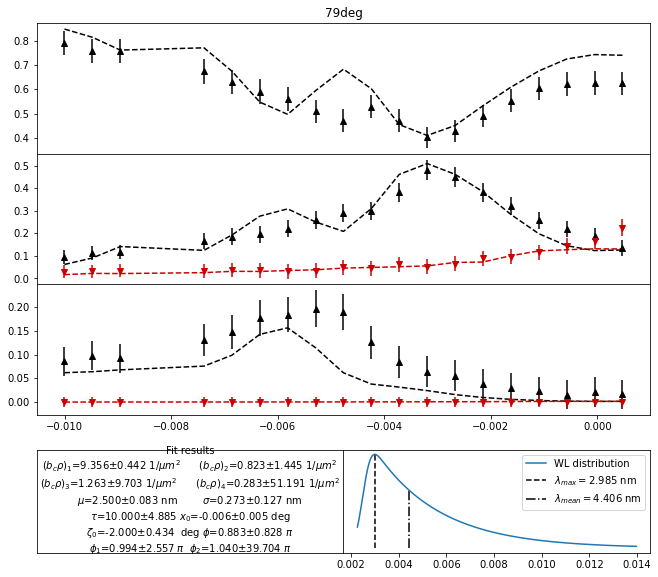 79deg
0.8
0.7
0.6
0.5
0.4
0.5
0.4
0.3
0.2
0.1
0.0
0.20
0.15
0.10
0.05
0.00
−0.010 −0.008 −0.006 −0.004 −0.002 0.000
Fit results
(b_cρ)_1=9.356±0.442 1/μm^2 (b_cρ)_2=0.823±1.445 1/μm^2
(b_cρ)_3=1.263±9.703 1/μm^2 (b_cρ)_4=0.283±51.191 1/μm^2
μ=2.500±0.083 nm σ=0.273±0.127 nm
τ=10.000±4.885 x_0=-0.006±0.005 deg
ζ_0=-2.000±0.434 deg ϕ=0.883±0.828 π
ϕ_1=0.994±2.557 π ϕ_2=1.040±39.704 π
WL distribution
λ_max = 2.985 nm
λ_mean = 4.406 nm
0.002 0.004 0.006 0.008 0.010 0.012 0.014